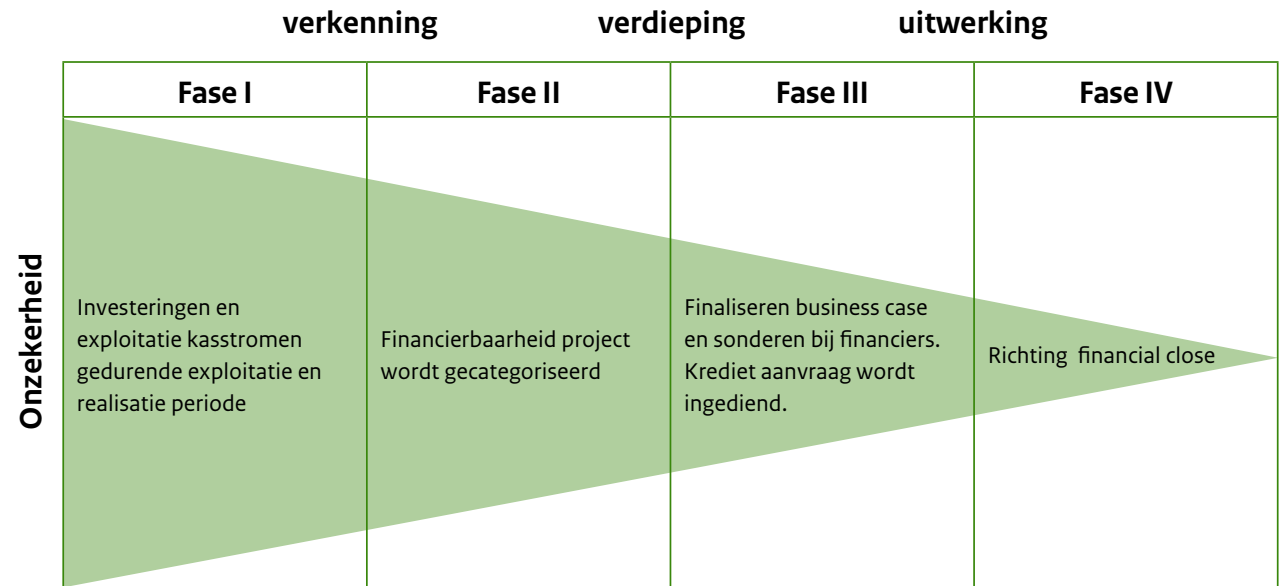 verkenning verdieping uitwerking
Fase I Fase II Fase III Fase IV
Onzekerheid
Investeringen en
exploitatie kasstromen
gedurende exploitatie en
realisatie periode
Financierbaarheid project
wordt gecategoriseerd
Finaliseren business case
en sonderen bij financiers.
Krediet aanvraag wordt
ingediend.
Richting financial close